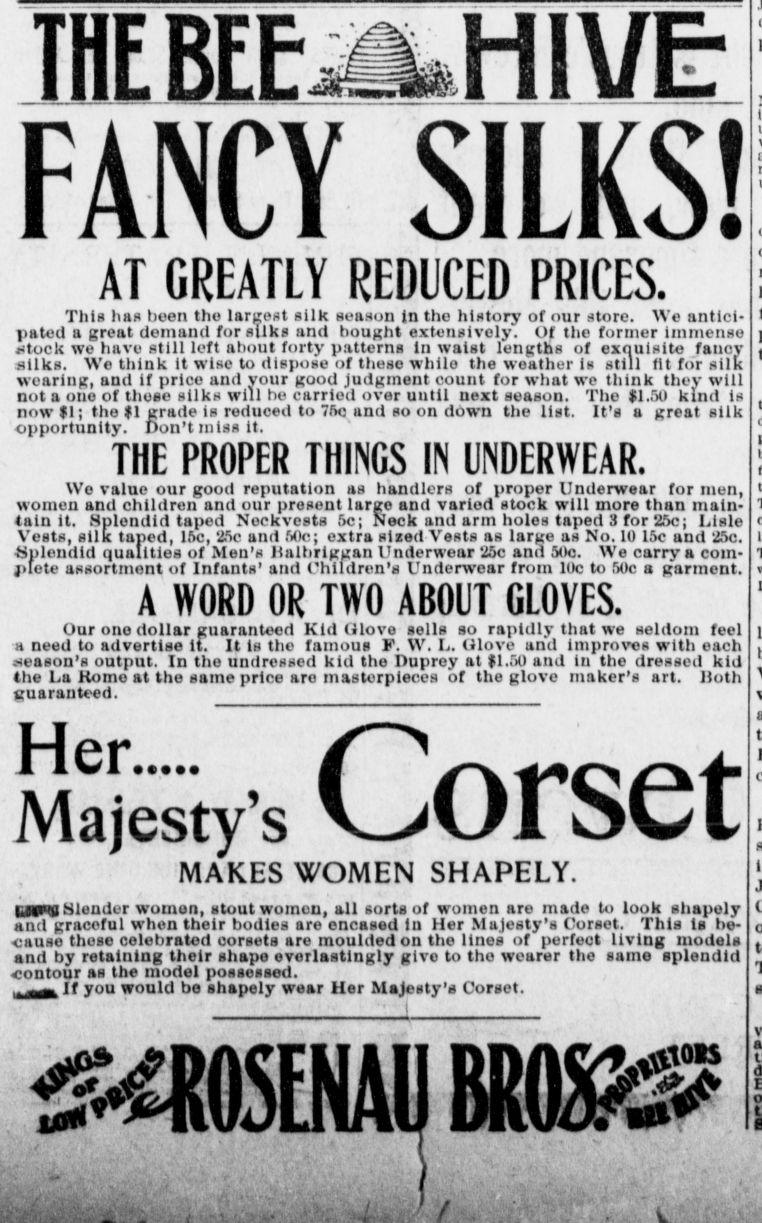 THE BEE HIVE
FANCY SILKS!
AT GREATLY REDUCED PRICES.
This has been the largest silk season in the history of our store. We antici-
pated a great demand for silks and bought extensively. Of the former immense
stock we have still left about forty patterns in waist lengths of exquisite fancy
silks. We think it wise to dispose of these while the weather is still fit for silk
wearing, and if price and your good judgment count for what we think they will
not a one of these silks will be carried over until next season. The $1.50 kind is
now $1; the $1 grade is reduced to 75c and so on down the list. It's a great silk
opportunity. Don't miss it.
THE PROPER THINGS IN UNDERWEAR.
We value our good reputation as handlers of proper Underwear for men,
women and children and our present large and varied stock will more than main-
tain it. Splendid taped Neckvests 5c; Neck and arm holes taped 3 for 25c; Lisle
Vests, silk taped, 15c, 25c and 50c; extra sized Vests as large as No. 10 15c and 25c.
Splendid qualities of Men's Balbriggan Underwear 25c and 50c. We carry a com-
plete assortment of Infants' and Children's Underwear from 10c to 50c a garment.
A WORD OR TWO ABOUT GLOVES.
Our one dollar guaranteed Kid Glove sells so rapidly that we seldom feel
a need to advertise it. It is the famous F. W. L. Glove and improves with each
season's output. In the undressed kid the Duprey at $1.50 and in the dressed kid
the La Rome at the same price are masterpieces of the glove maker's art. Both
guaranteed.
Her.....
Majesty's Corset
MAKES WOMEN SHAPELY.
Slender women, stout women, all sorts of women are made to look shapely
and graceful when their bodies are encased in Her Majesty's Corset. This is be-
cause these celebrated corsets are moulded on the lines of perfect living models
and by retaining their shape everlastingly give to the wearer the same splendid
contour as the model possessed.
If you would be shapely wear Her Majesty's Corset.
KINGS
OF
LOW PRICES
ROSENAU BROS.
PROPRIETORS
BEE HIVE